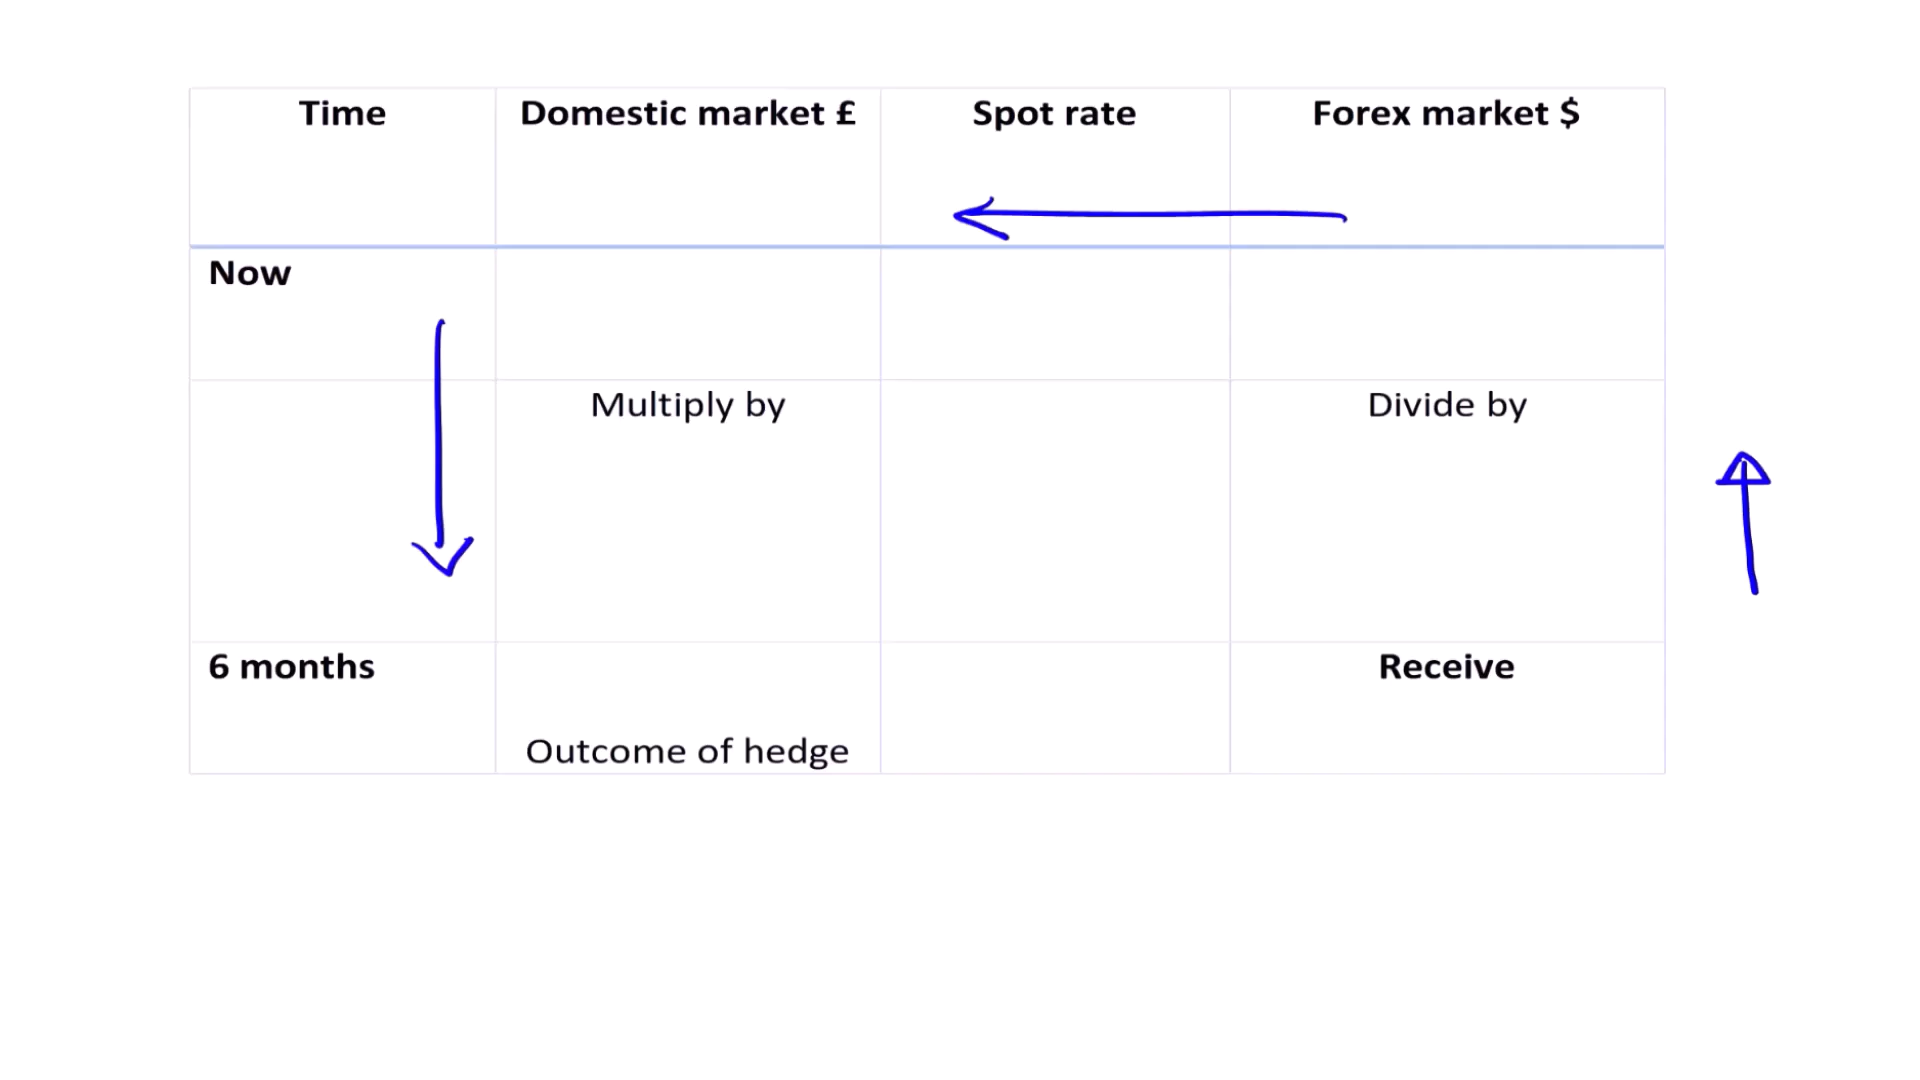 Time Domestic market £ Spot rate Forex market $
Now
Multiply by Divide by
6 months Receive
Outcome of hedge